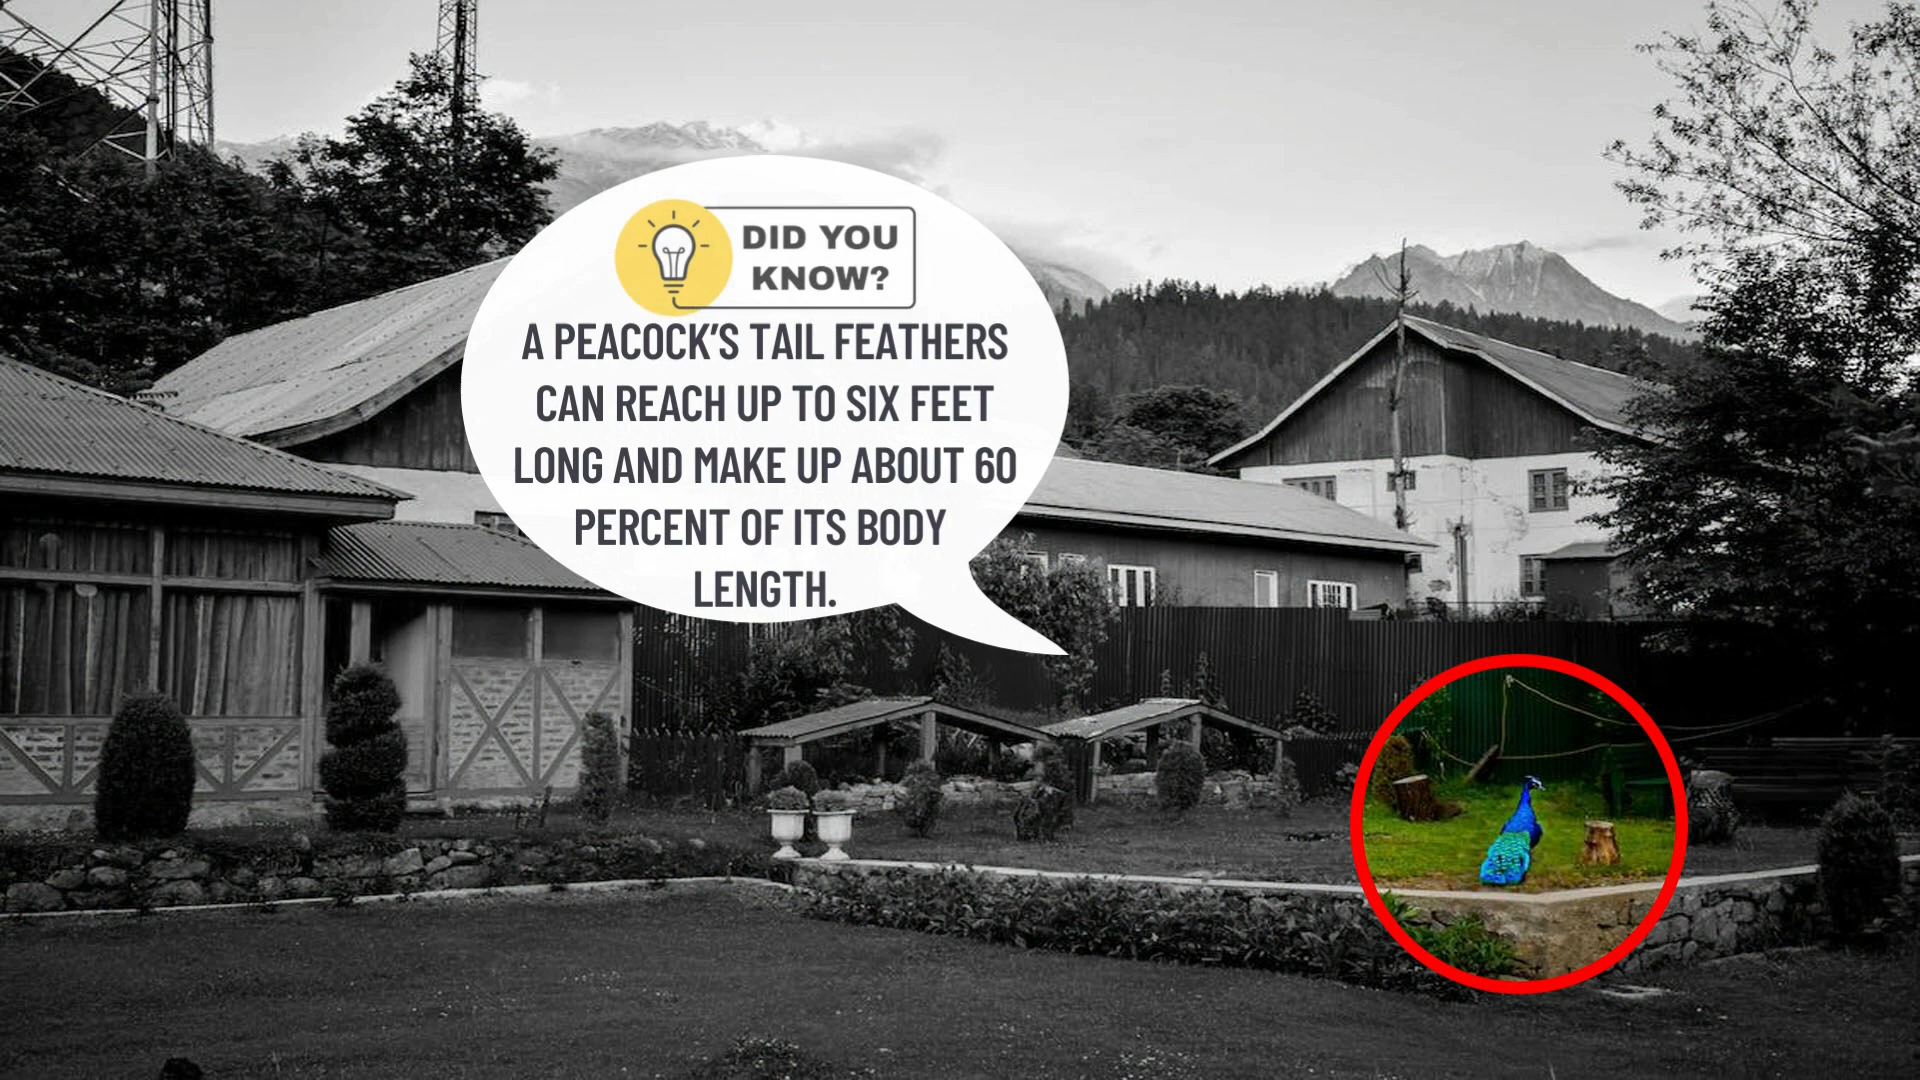 DID YOU
KNOW?
A PEACOCK’S TAIL FEATHERS
CAN REACH UP TO SIX FEET
LONG AND MAKE UP ABOUT 60
PERCENT OF ITS BODY
LENGTH.